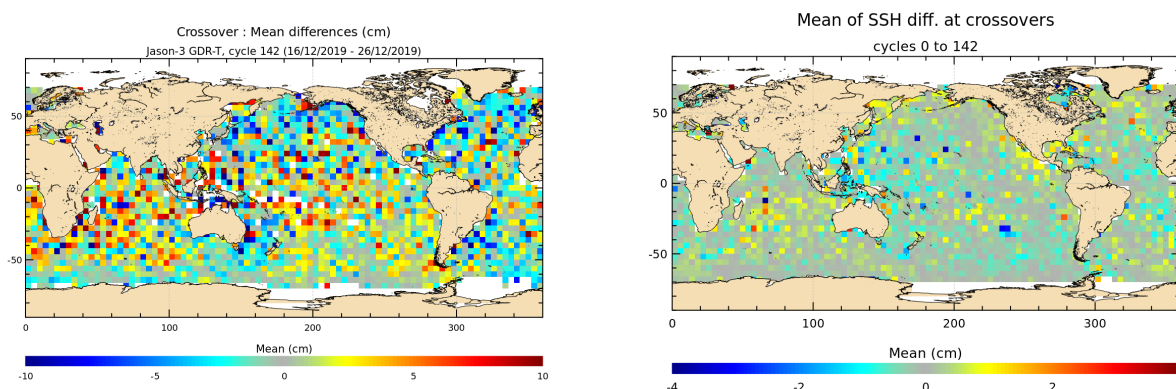 Crossover : Mean differences (cm)
Jason-3 GDR-T, cycle 142 (16/12/2019 - 26/12/2019)
50
0
-50
0 100 200 300
Mean (cm)
-10 -5 0 5 10
Mean of SSH diff. at crossovers
cycles 0 to 142
50
0
-50
0 100 200 300
Mean (cm)
-4 -2 0 2